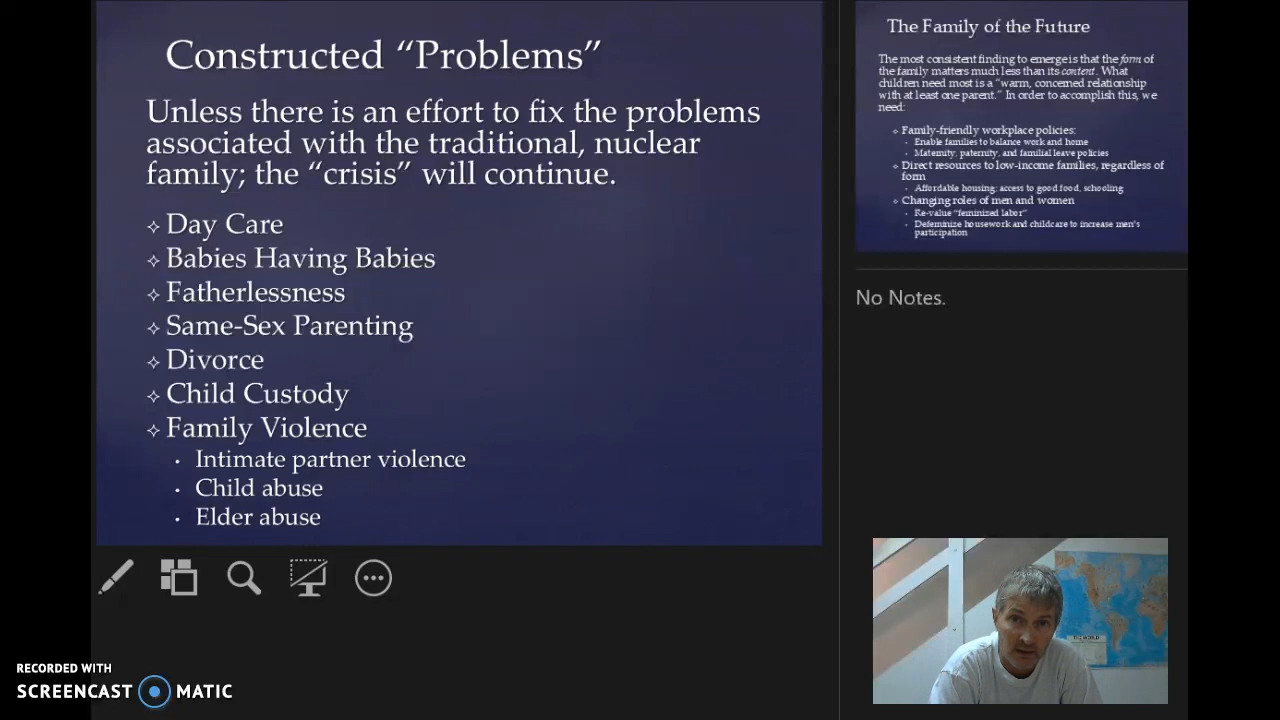 Constructed “Problems”
Unless there is an effort to fix the problems
associated with the traditional, nuclear
family; the “crisis” will continue.
Day Care
Babies Having Babies
Fatherlessness
Same-Sex Parenting
Divorce
Child Custody
Family Violence
Intimate partner violence
Child abuse
Elder abuse
The Family of the Future
The most consistent finding to emerge is that the form of
the family matters much less than its content. What
children need most is a “warm, concerned relationship
with at least one parent.” In order to accomplish this, we
need:
Family-friendly workplace policies:
Enable families to balance work and home
Maternity, paternity, and familial leave policies
Direct resources to low-income families, regardless of
form
Affordable housing; access to good food, schooling
Changing roles of men and women
Re-value “feminized labor”
Defeminize housework and childcare to increase men's
participation
No Notes.
THE WORLD
RECORDED WITH
SCREENCAST MATIC